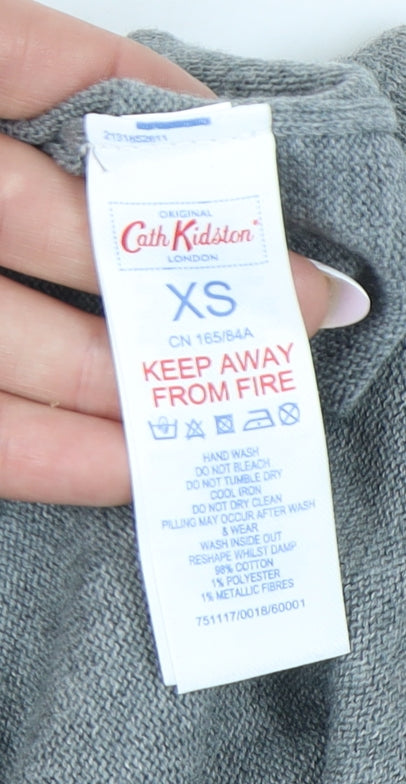 ORIGINAL
Cath Kidston®
LONDON
XS
CN 165/84A
KEEP AWAY
FROM FIRE
HAND WASH
DO NOT BLEACH
DO NOT TUMBLE DRY
COOL IRON
DO NOT DRY CLEAN
PILLING MAY OCCUR AFTER WASH
& WEAR
WASH INSIDE OUT
RESHAPE WHILST DAMP
98% COTTON
1% POLYESTER
1% METALLIC FIBRES
751117/0018/60001